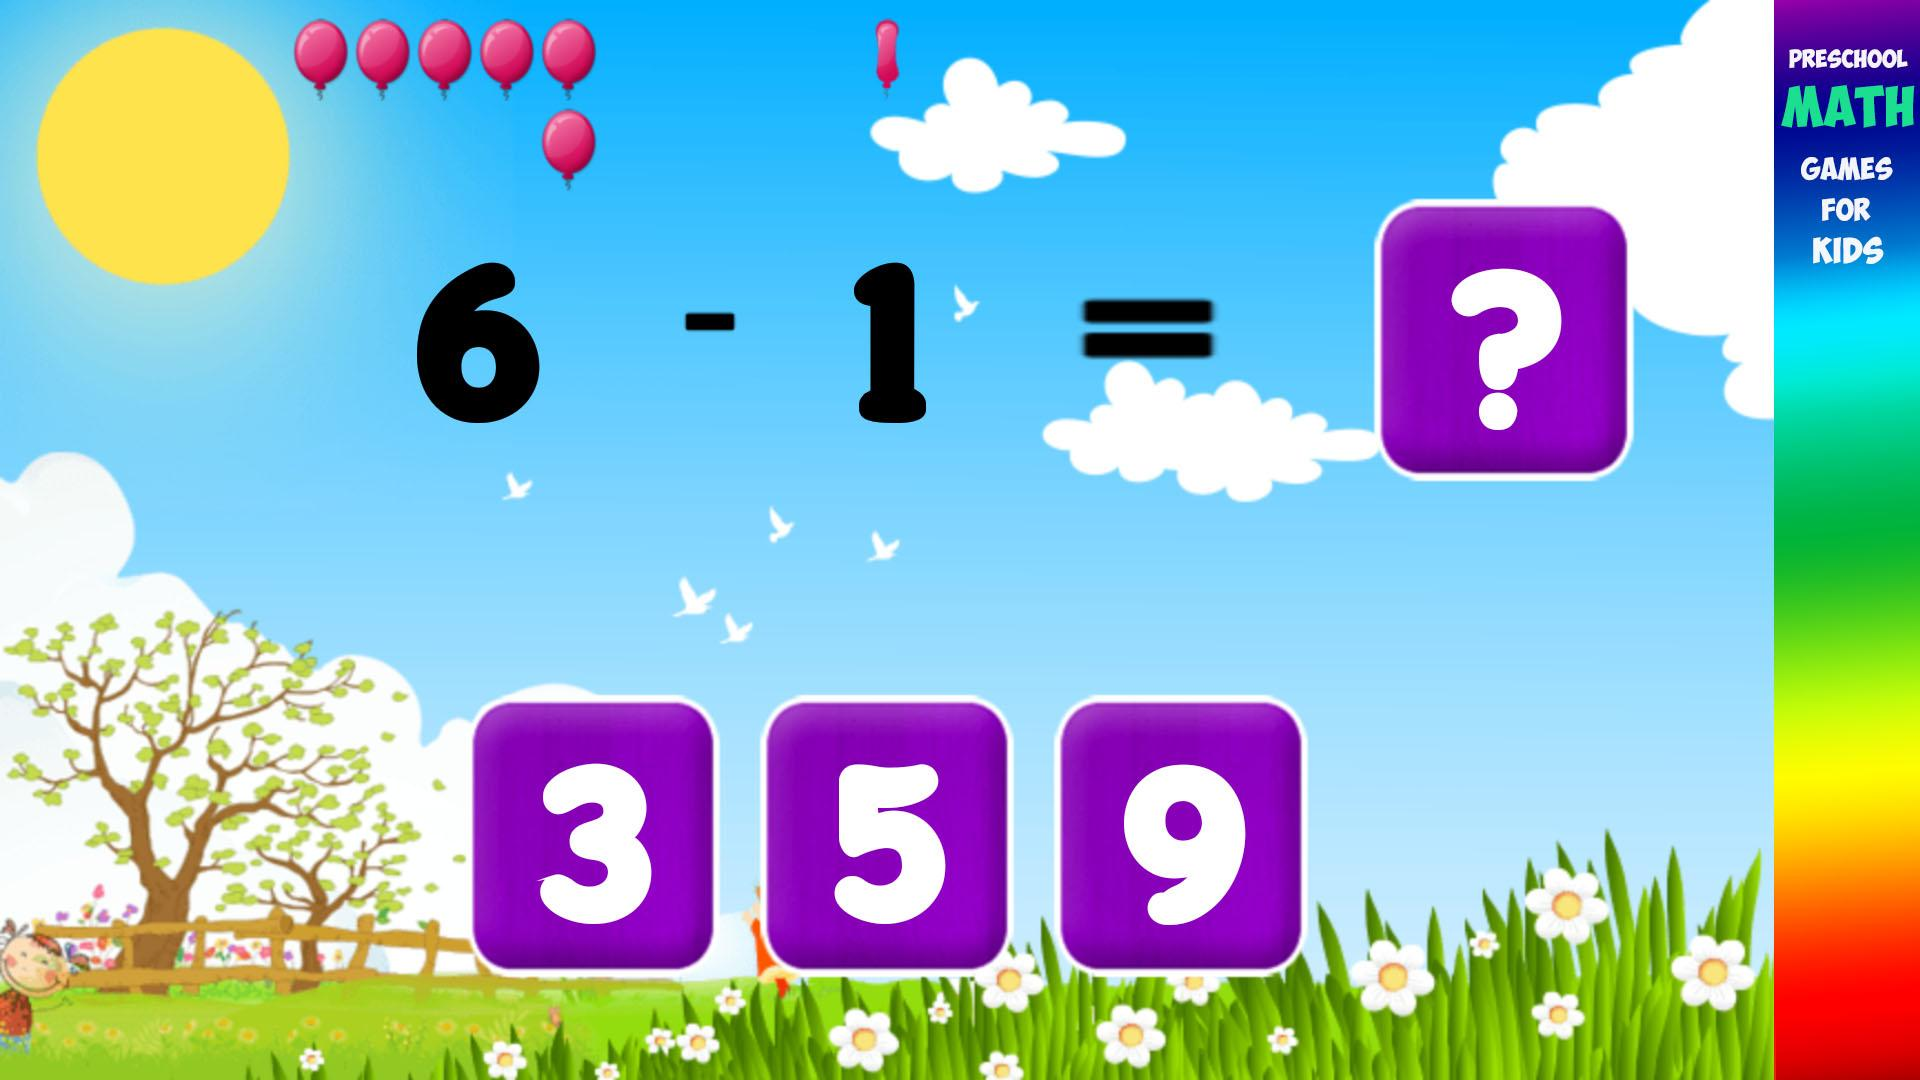 6 - 1 = ?
3 5 9
PRESCHOOL
MATH
GAMES
FOR
KIDS